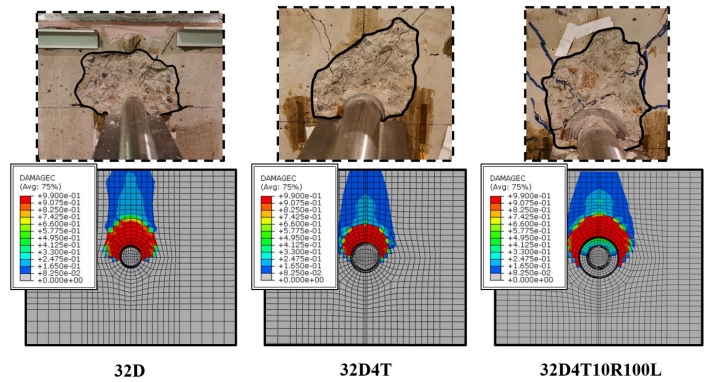 DAMAGEC
(Avg: 75%)
+9.900e-01
+9.075e-01
+8.250e-01
+7.425e-01
+6.600e-01
+5.775e-01
+4.950e-01
+4.125e-01
+3.300e-01
+2.475e-01
+1.650e-01
+8.250e-02
+0.000e+00
DAMAGEC
(Avg: 75%)
+9.900e-01
+9.075e-01
+8.250e-01
+7.425e-01
+6.600e-01
+5.775e-01
+4.950e-01
+4.125e-01
+3.300e-01
+2.475e-01
+1.650e-01
+8.250e-02
+0.000e+00
DAMAGEC
(Avg: 75%)
+9.900e-01
+9.075e-01
+8.250e-01
+7.425e-01
+6.600e-01
+5.775e-01
+4.950e-01
+4.125e-01
+3.300e-01
+2.475e-01
+1.650e-01
+8.250e-02
+0.000e+00
32D
32D4T
32D4T10R100L